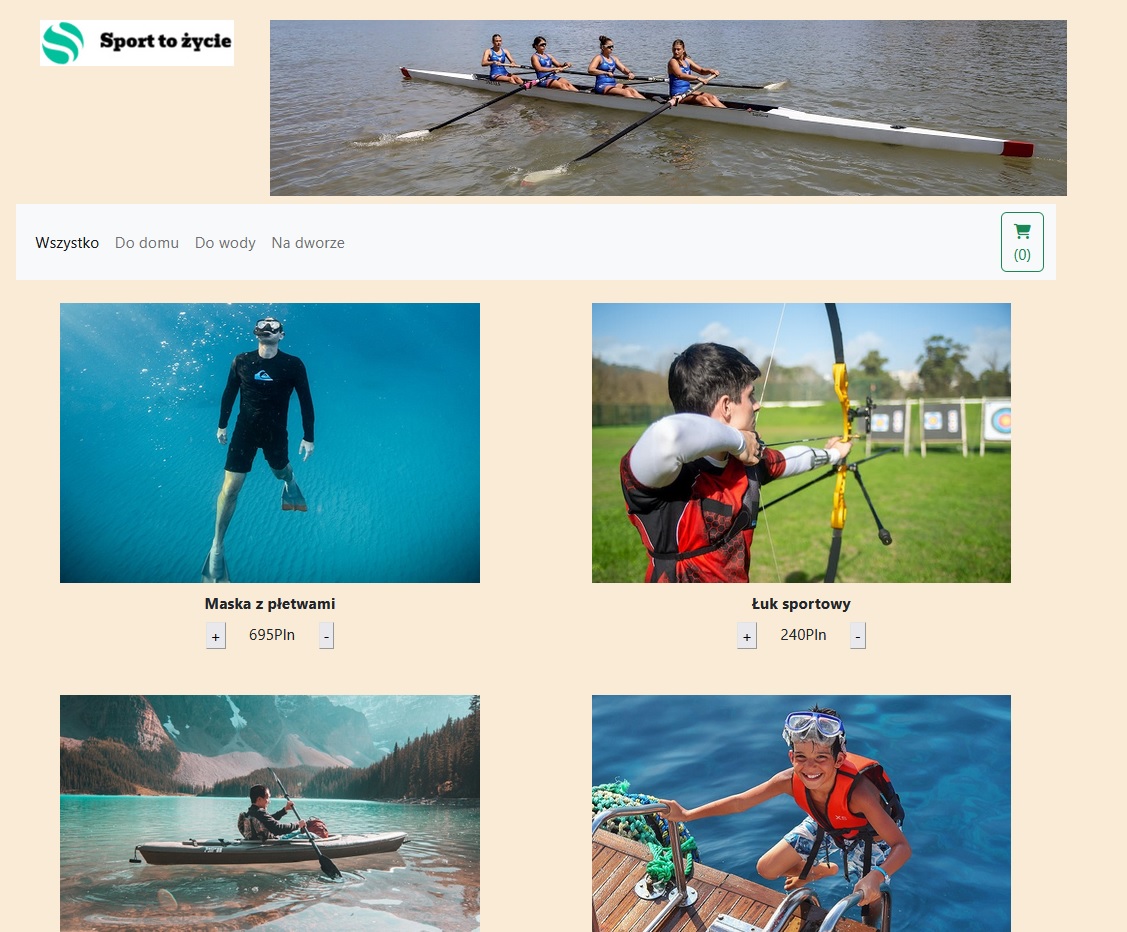 Sport to życie
Wszystko Do domu Do wody Na dworze
(0)
Maska z płetwami
+ 695Pln -
Łuk sportowy
+ 240Pln -